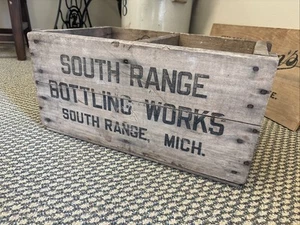 SOUTH RANGE
BOTTLING WORKS
SOUTH RANGE, MICH.